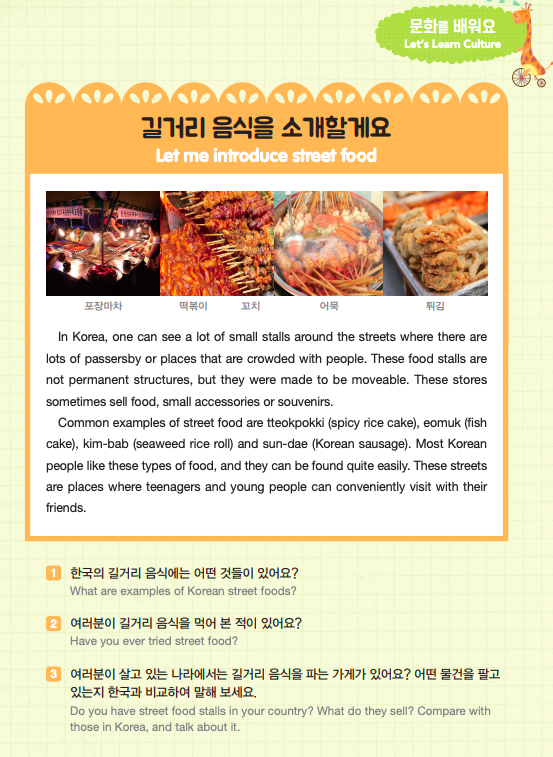 문화를 배워요
Let's Learn Culture
길거리 음식을 소개할게요
Let me introduce street food
포장마차 떡볶이 꼬치 어묵 튀김
In Korea, one can see a lot of small stalls around the streets where there are
lots of passersby or places that are crowded with people. These food stalls are
not permanent structures, but they were made to be moveable. These stores
sometimes sell food, small accessories or souvenirs.
Common examples of street food are tteokpokki (spicy rice cake), eomuk (fish
cake), kim-bab (seaweed rice roll) and sun-dae (Korean sausage). Most Korean
people like these types of food, and they can be found quite easily. These streets
are places where teenagers and young people can conveniently visit with their
friends.
1 한국의 길거리 음식에는 어떤 것들이 있어요?
What are examples of Korean street foods?
2 여러분이 길거리 음식을 먹어 본 적이 있어요?
Have you ever tried street food?
3 여러분이 살고 있는 나라에서는 길거리 음식을 파는 가게가 있어요? 어떤 물건을 팔고
있는지 한국과 비교하여 말해 보세요.
Do you have street food stalls in your country? What do they sell? Compare with
those in Korea, and talk about it.